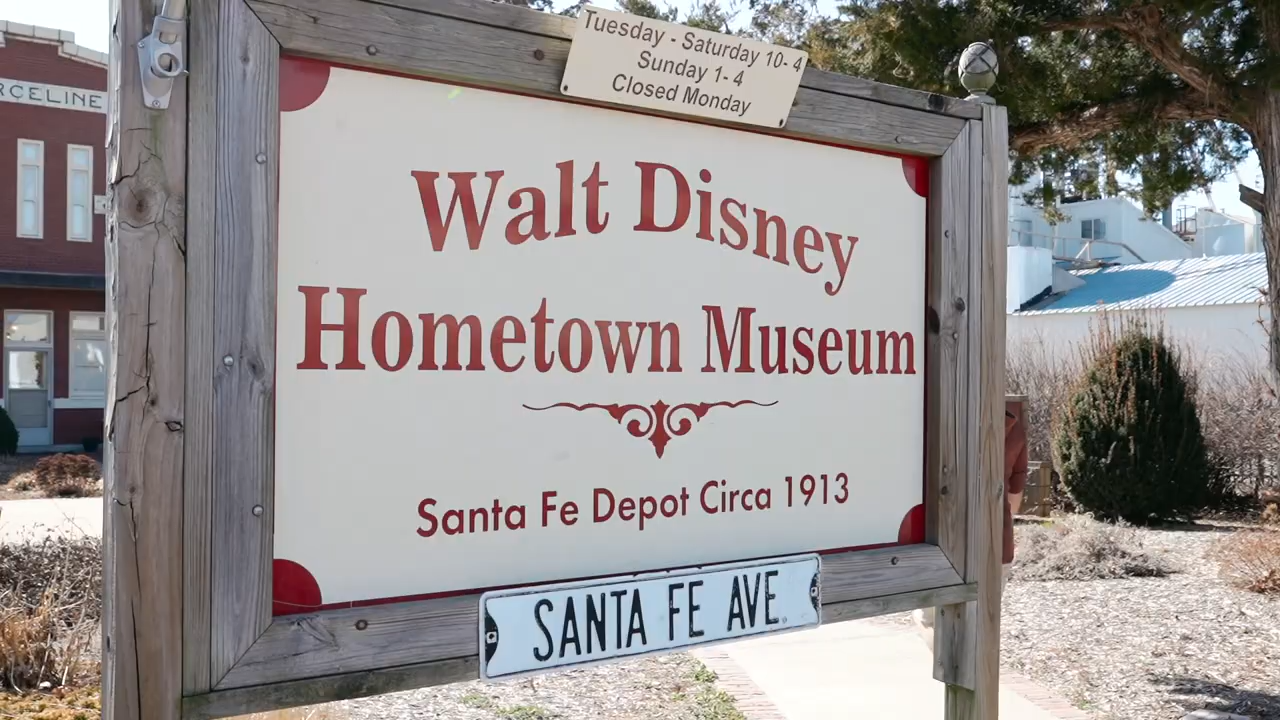 RCELINE
Tuesday - Saturday 10-4
Sunday 1-4
Closed Monday
Walt Disney
Hometown Museum
Santa Fe Depot Circa 1913
SANTA FE AVE.